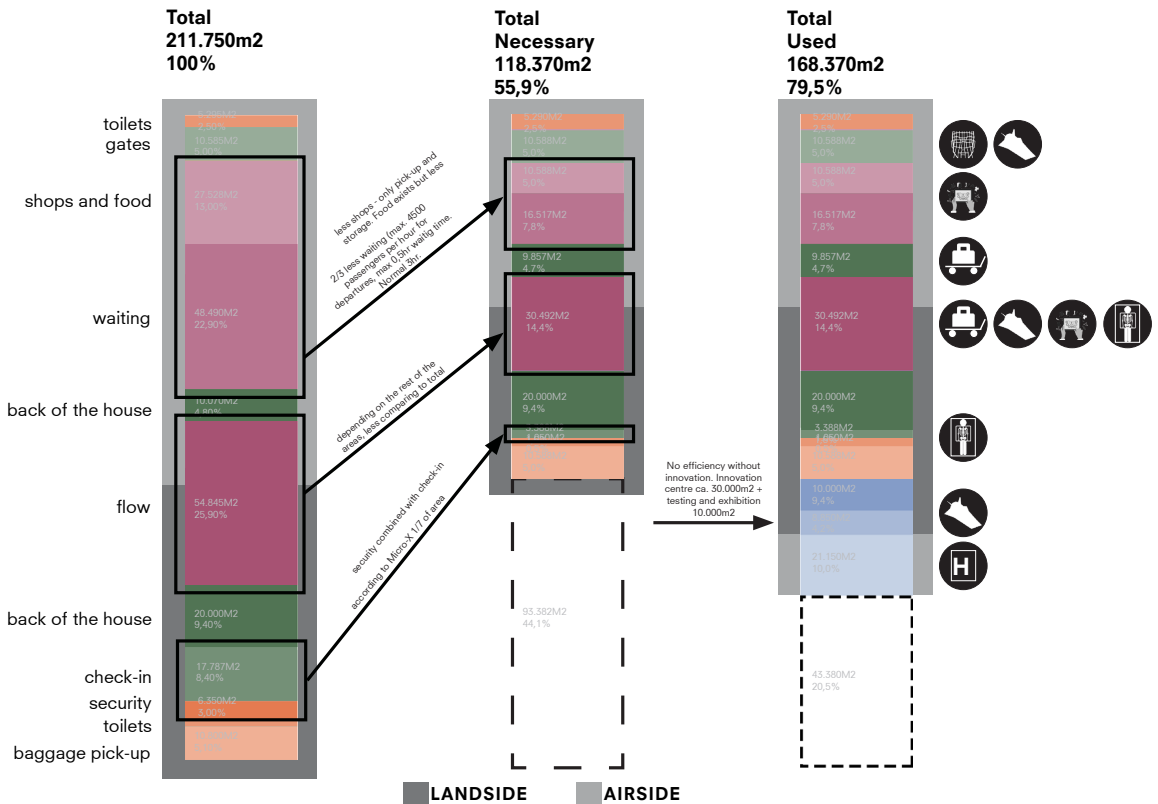 Total
211.750m2
100%
Total
Necessary
118.370m2
55,9%
Total
Used
168.370m2
79,5%
toilets
gates
shops and food
waiting
back of the house
flow
back of the house
check-in
security
toilets
baggage pick-up
2,50%
10.585M2
5,00%
27.528M2
13,00%
48.490M2
22,90%
10.070M2
4,80%
54.845M2
25,90%
20.000M2
9,40%
17.787M2
8,40%
6.350M2
3,00%
less shops - only pick-up and
storage. Food exists but less
2/3 less waiting (max. 4500
passengers per hour for
departures, max 0,5hr waitig time.
Normal 3hr.
depending on the rest of the
areas, less comparing to total
security combined with check-in
according to Micro-X 1/7 of area
5.290M2
2,5%
10.588M2
5,0%
10.588M2
5,0%
16.517M2
7,8%
9.857M2
4,7%
30.492M2
14,4%
20.000M2
9,4%
93.382M2
44,1%
No efficiency without
innovation. Innovation
centre ca. 30.000m2 +
testing and exhibition
10.000m2
5.290M2
2,5%
10.588M2
5,0%
10.588M2
5,0%
16.517M2
7,8%
9.857M2
4,7%
30.492M2
14,4%
20.000M2
9,4%
3.388M2
10.000M2
9,4%
21.150M2
10,0%
43.380M2
20,5%
H
LANDSIDE
AIRSIDE